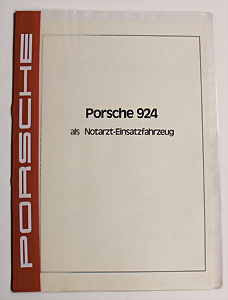 PORSCHE
Porsche 924
als Notarzt-Einsatzfahrzeug